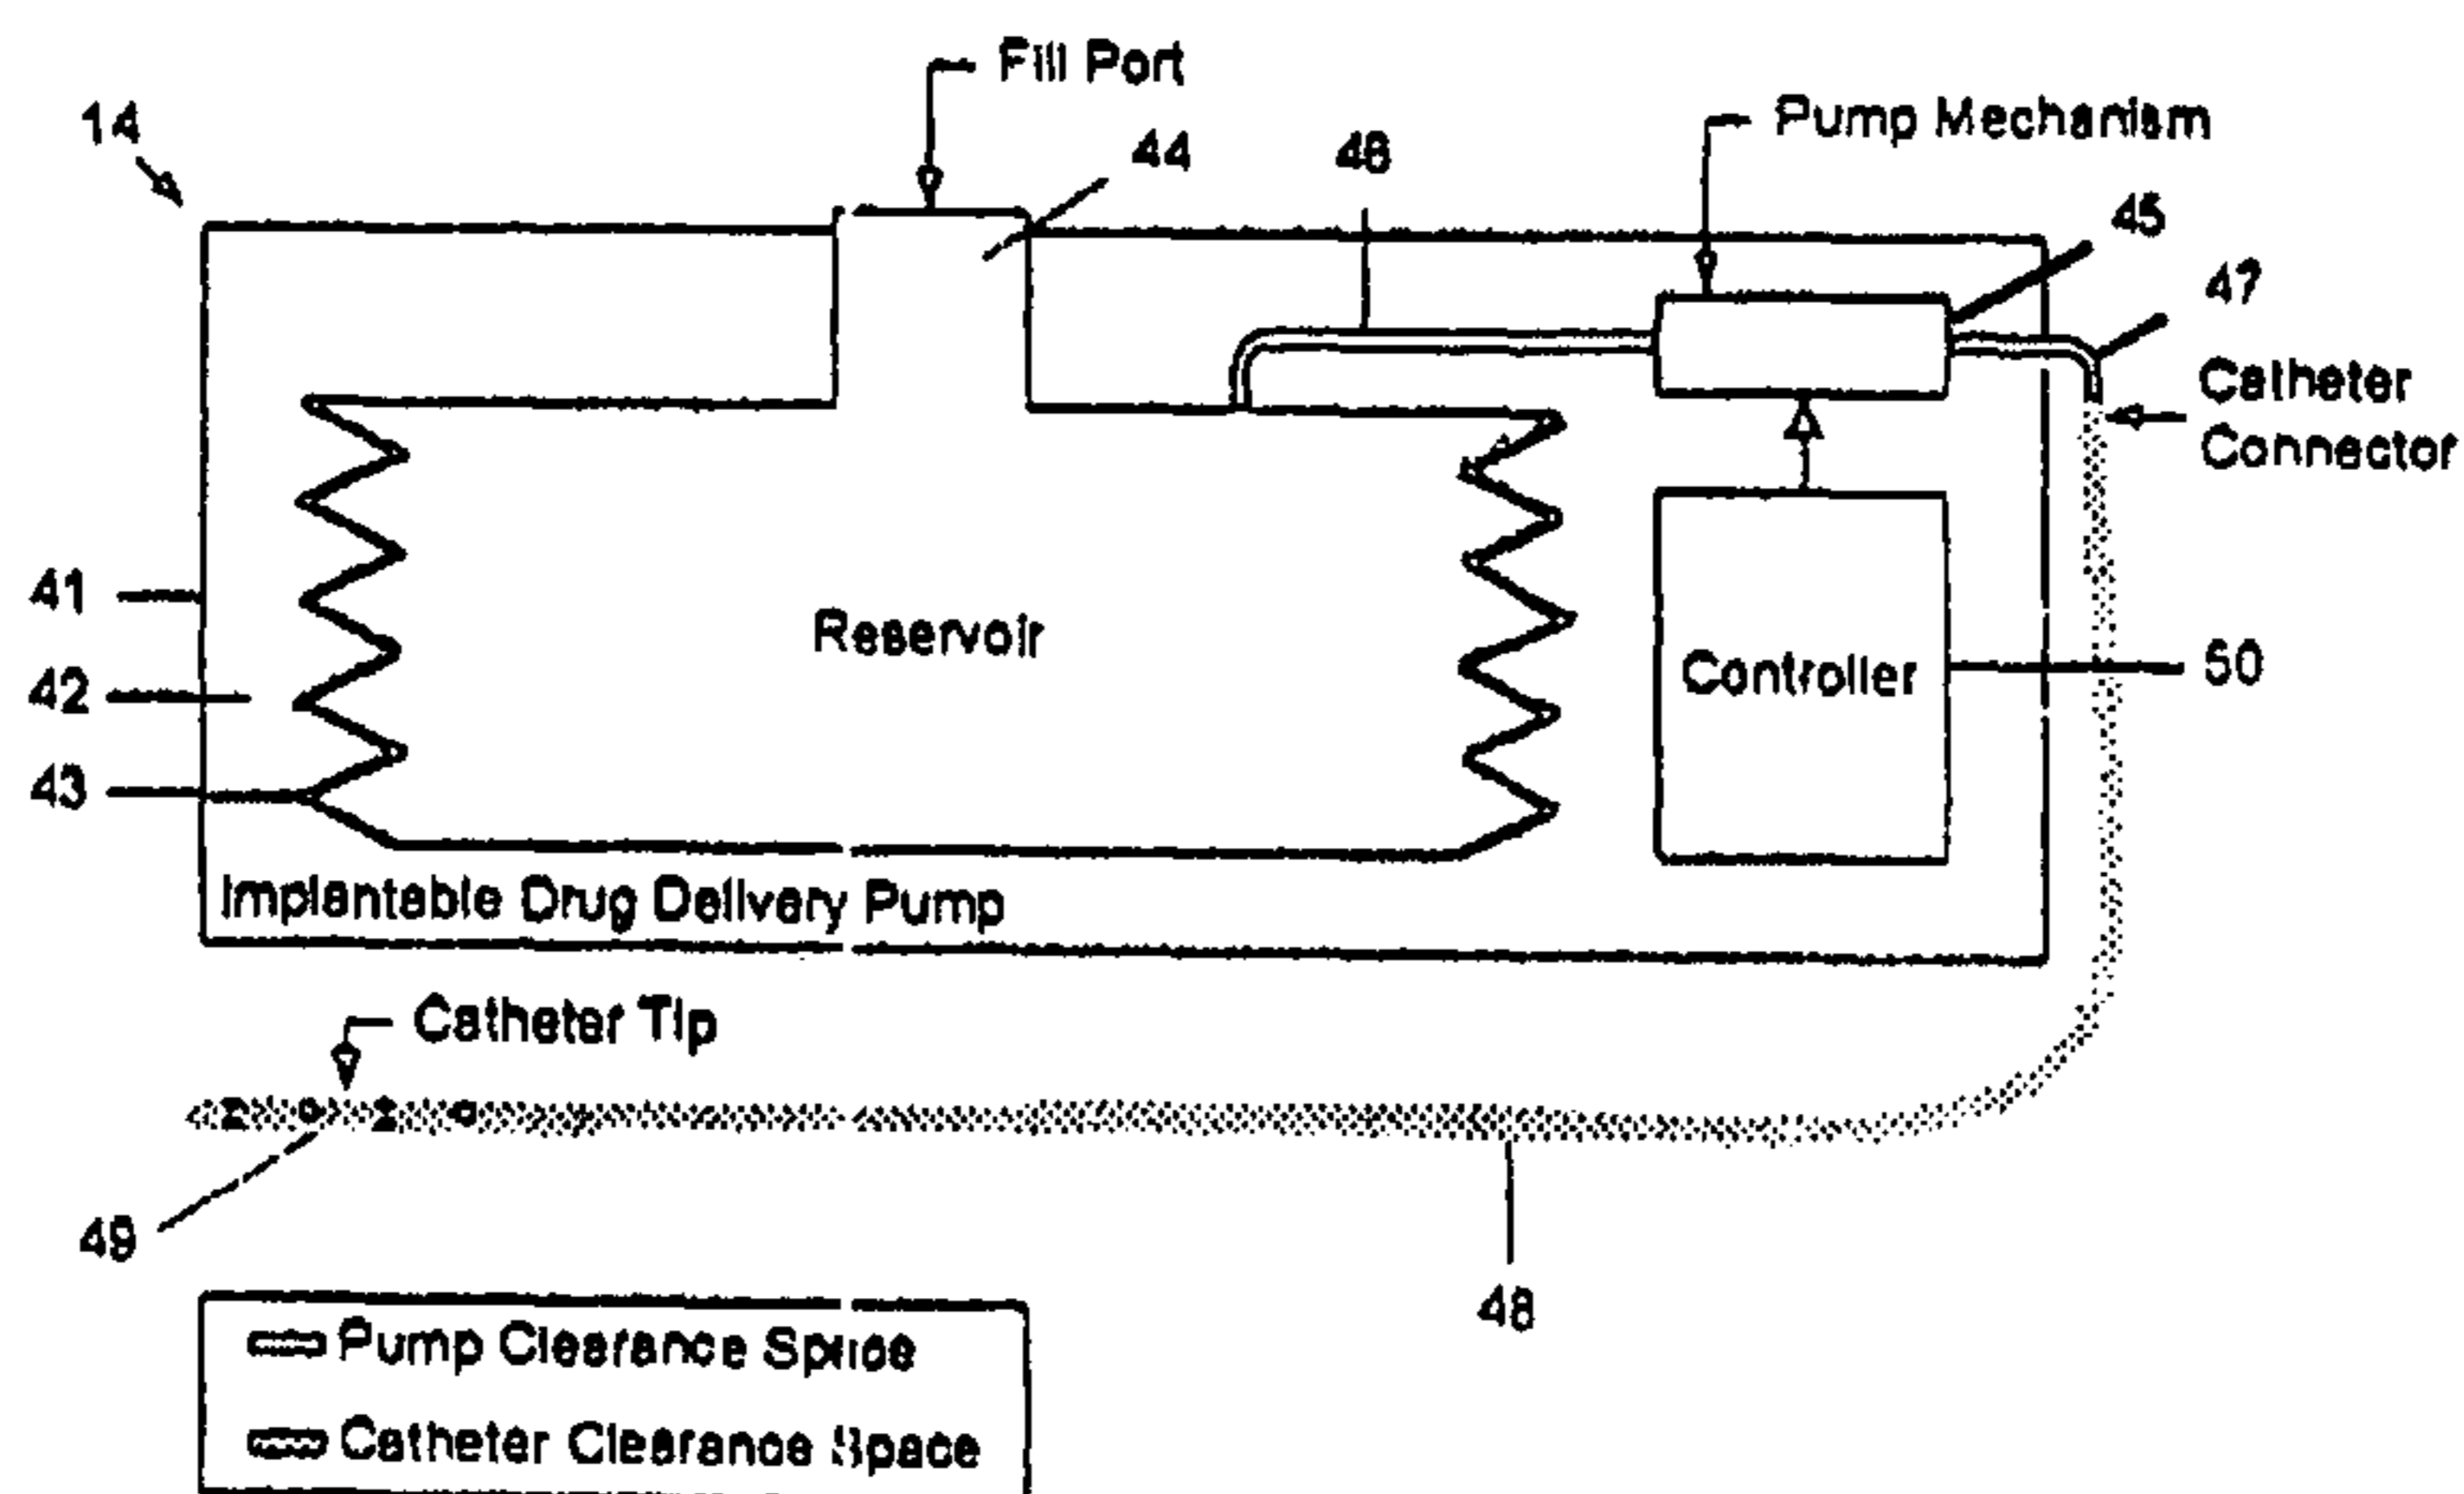 Fill Port
14
44
46
Pump Mechanism
45
47
Catheter
Connector
41
Reservoir
Controller
50
42
43
Implantable Drug Delivery Pump
Catheter Tip
49
48
Pump Clearance Space
Catheter Clearance Space